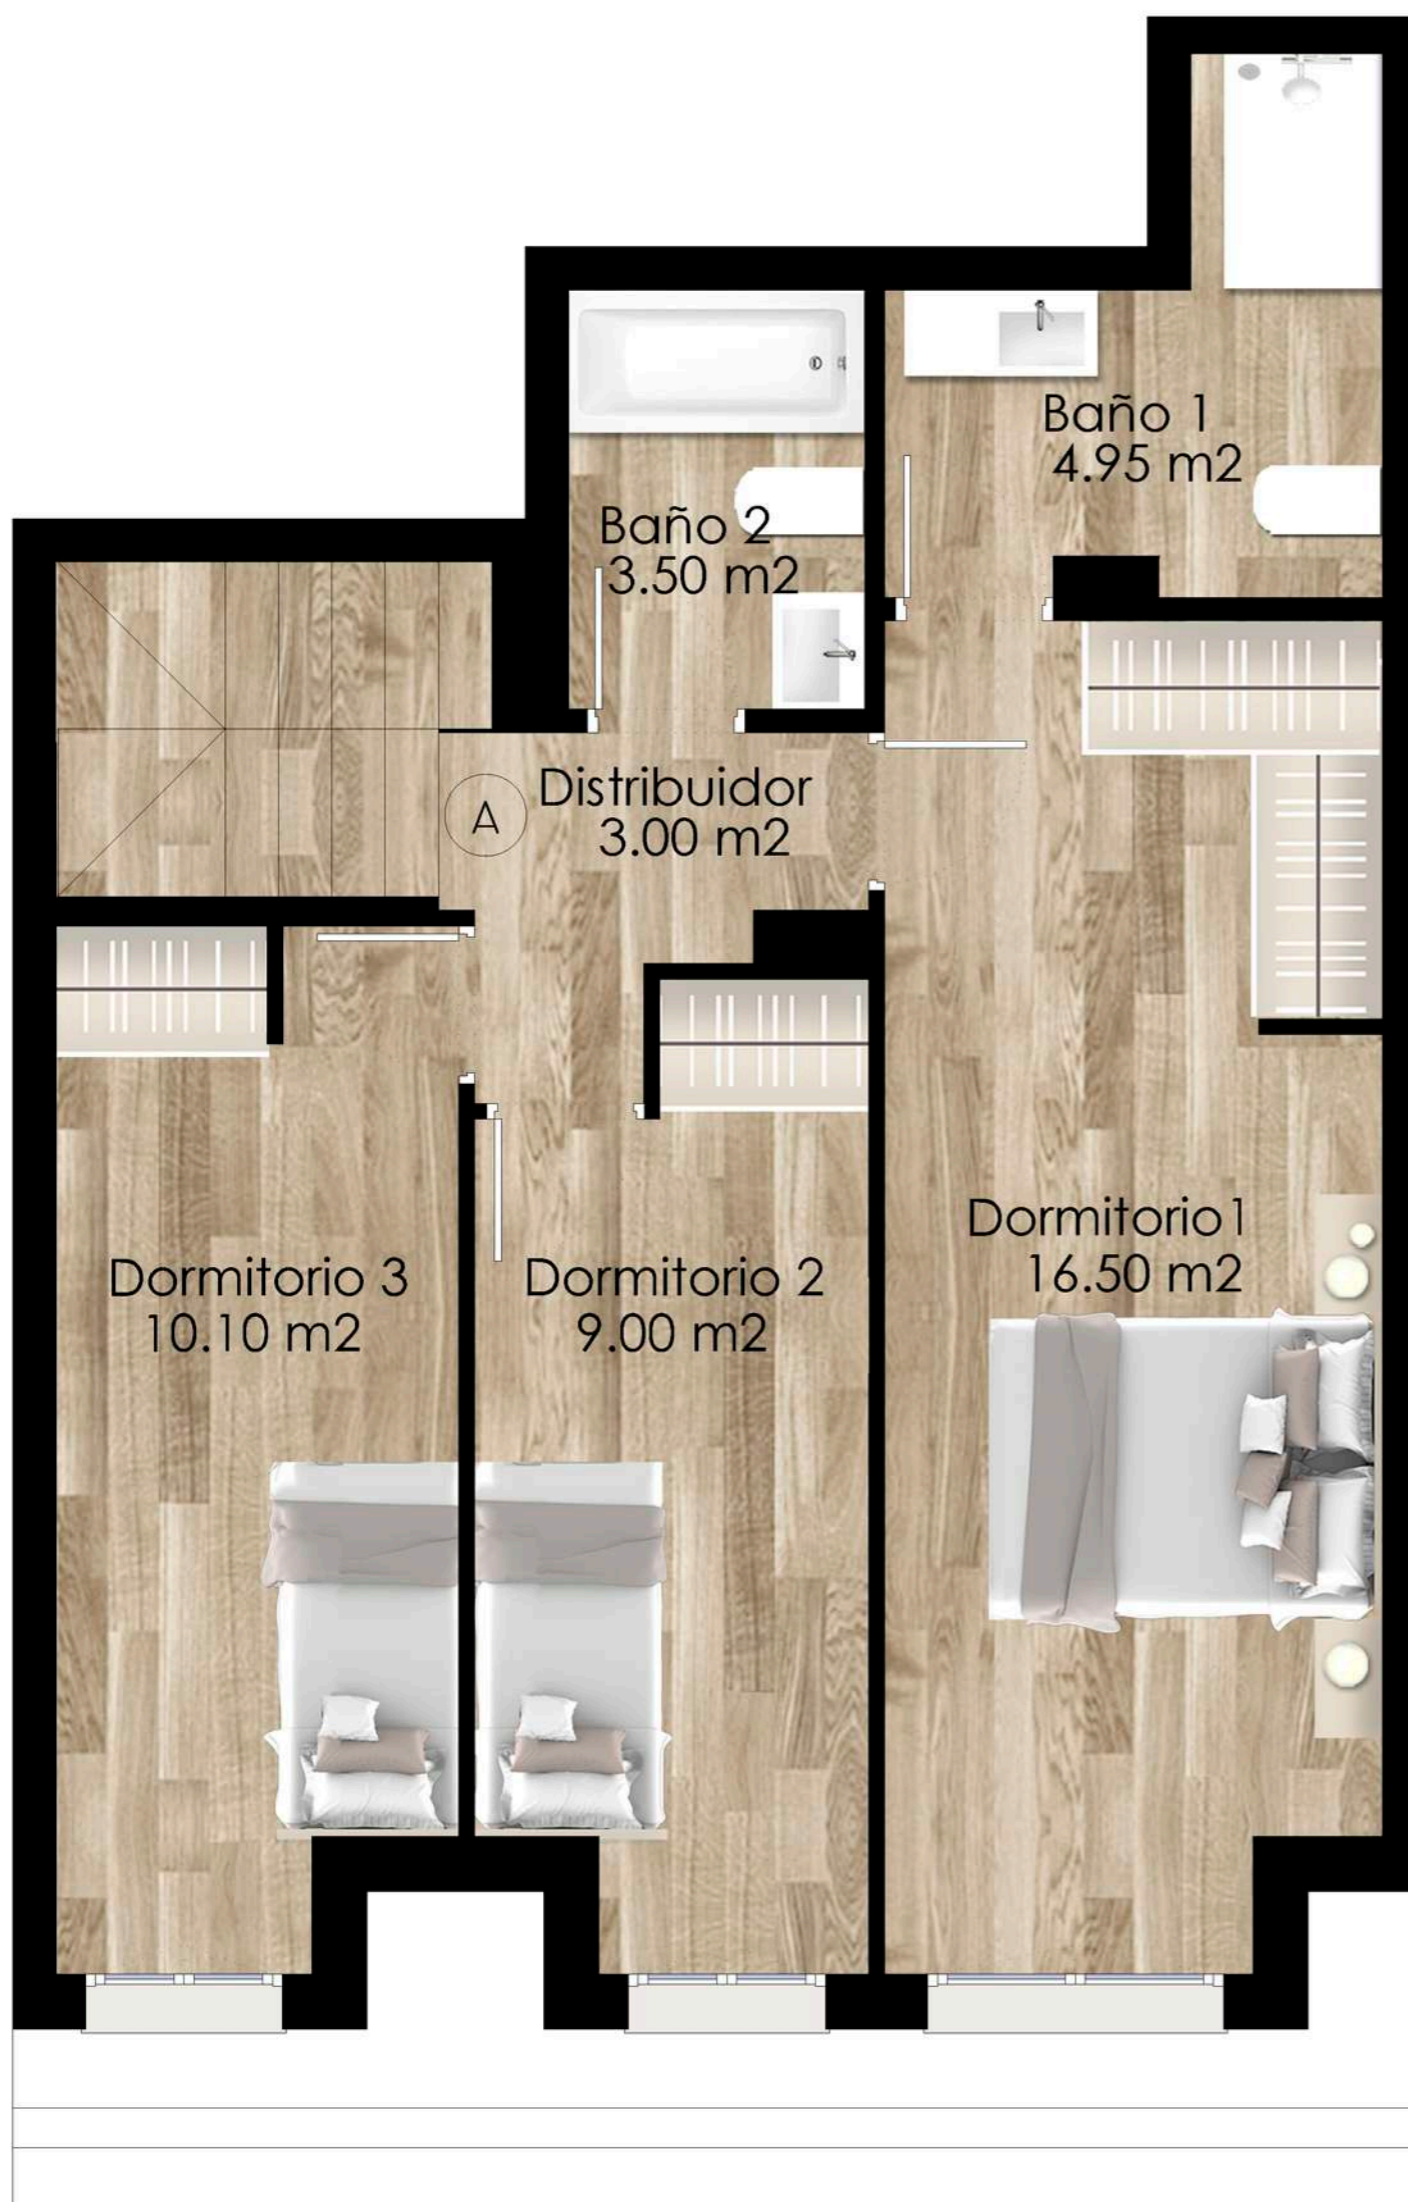 Baño 1
4.95 m2
Baño 2
3.50 m2
Distribuidor
3.00 m2
A
Dormitorio1
16.50 m2
Dormitorio 3
10.10 m2
Dormitorio 2
9.00 m2